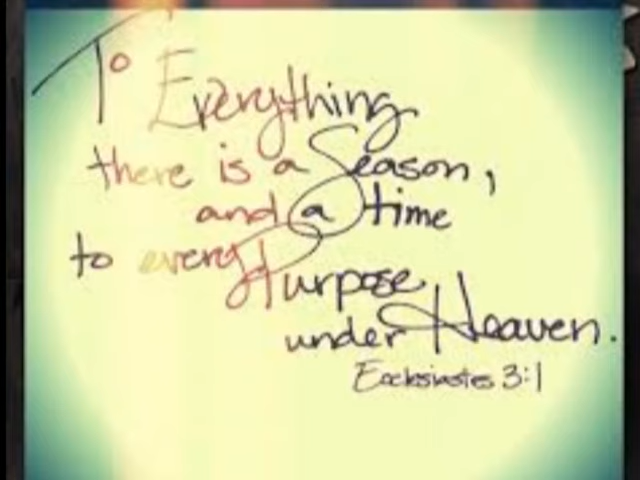 To Everything
there is a Season,
and a time
to every Purpose
under Heaven.
Ecclesiastes 3:1